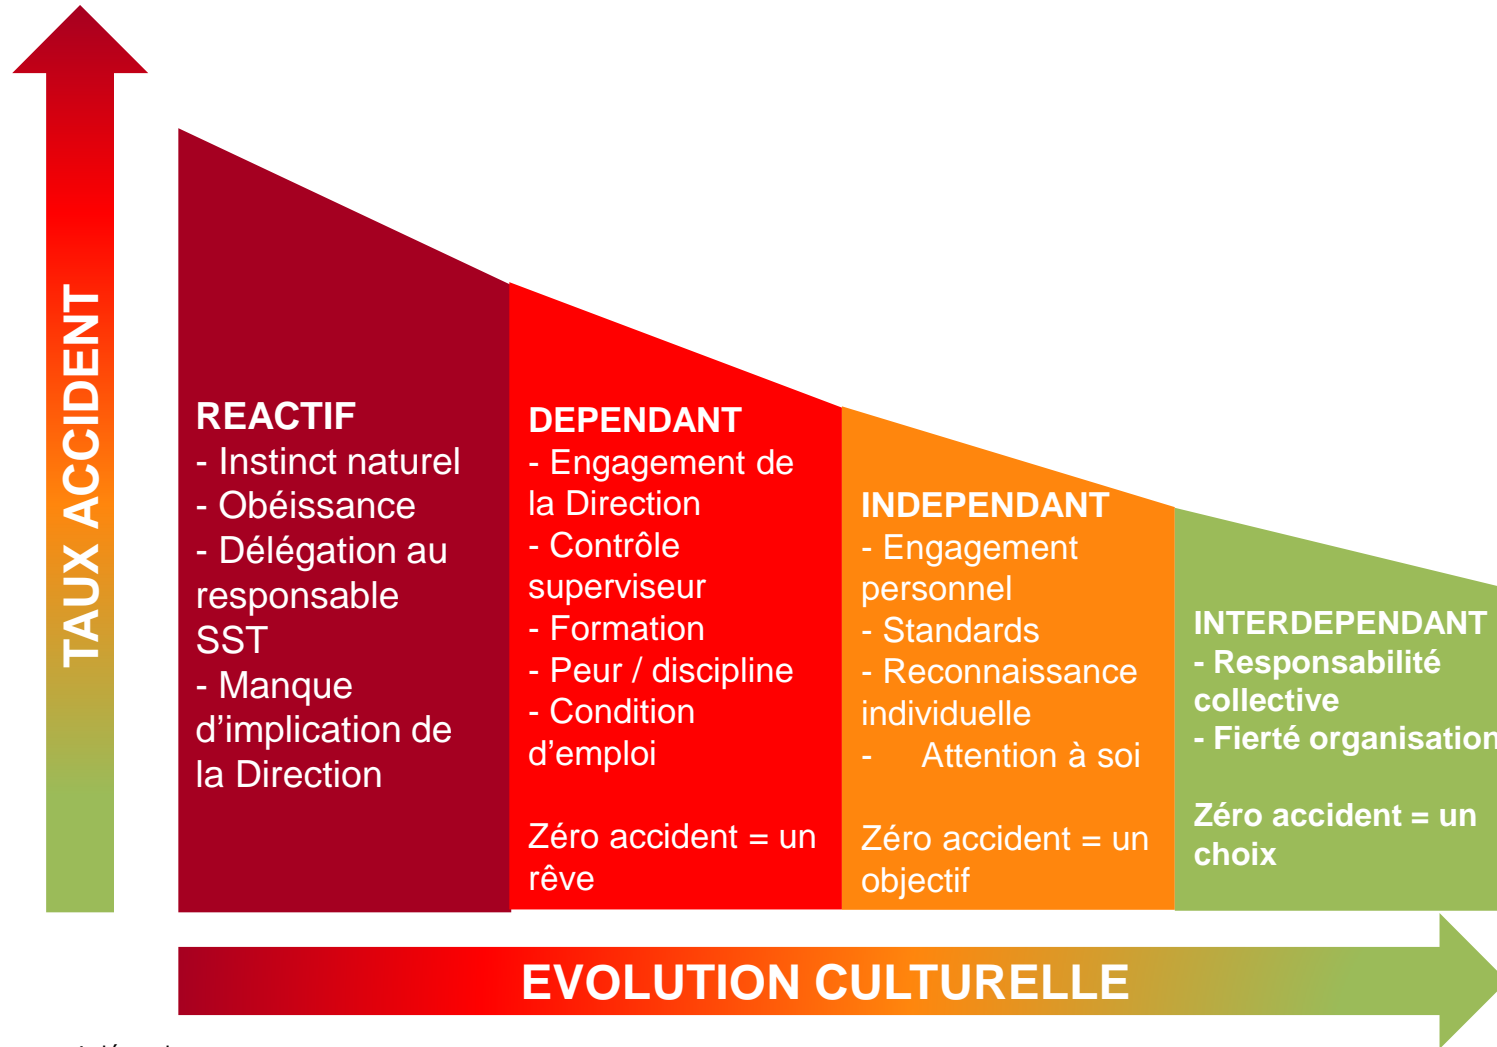 TAUX ACCIDENT
REACTIF
- Instinct naturel
- Obéissance
- Délégation au
responsable
SST
- Manque
d’implication de
la Direction
DEPENDANT
- Engagement de
la Direction
- Contrôle
superviseur
- Formation
- Peur / discipline
- Condition
d’emploi
Zéro accident = un
rêve
INDEPENDANT
- Engagement
personnel
- Standards
- Reconnaissance
individuelle
- Attention à soi
Zéro accident = un
objectif
INTERDEPENDANT
- Responsabilité
collective
- Fierté organisation
Zéro accident = un
choix
EVOLUTION CULTURELLE